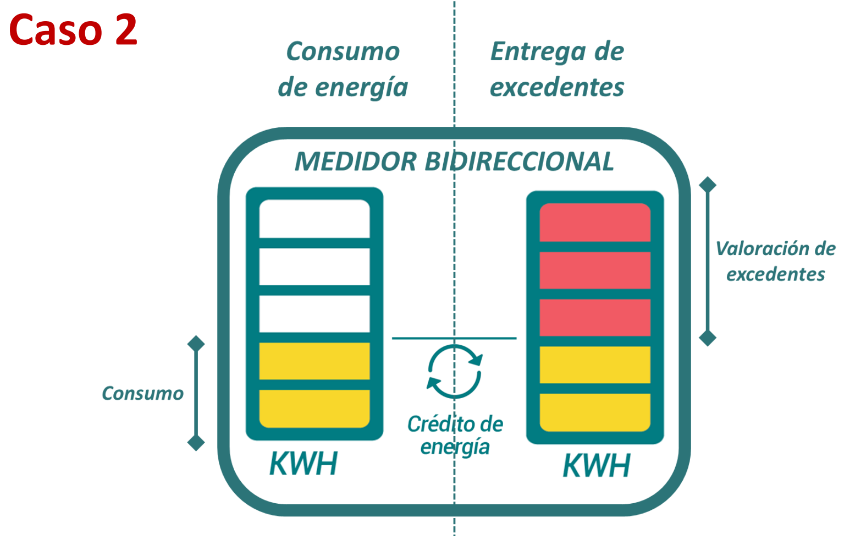 Caso 2
Consumo
de energía
Entrega de
excedentes
MEDIDOR BIDIRECCIONAL
Valoración de
excedentes
Consumo
Crédito de
energía
KWH
KWH